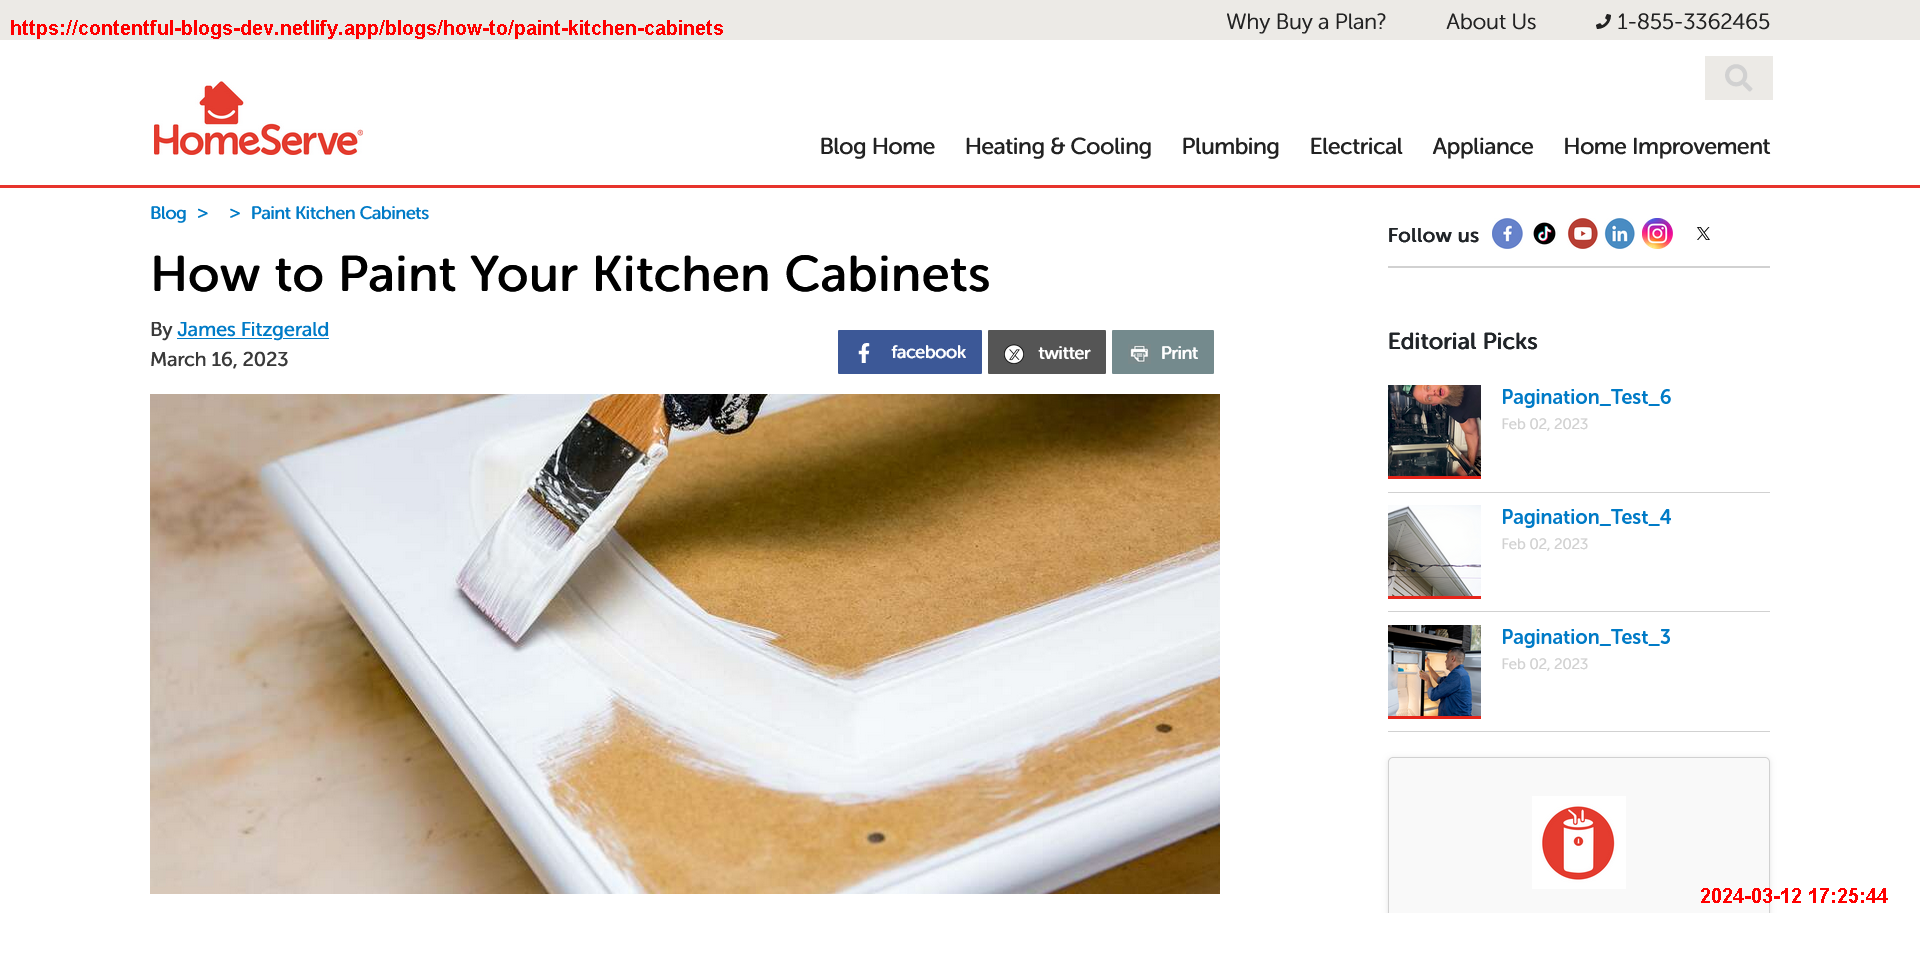 https://contentful-blogs-dev.netlify.app/blogs/how-to/paint-kitchen-cabinets
Why Buy a Plan? About Us 1-855-3362465
HomeServe®
Blog Home Heating & Cooling Plumbing Electrical Appliance Home Improvement
Blog > > Paint Kitchen Cabinets
Follow us
How to Paint Your Kitchen Cabinets
By James Fitzgerald
March 16, 2023
facebook twitter Print
Editorial Picks
Pagination_Test_6
Feb 02, 2023
Pagination_Test_4
Feb 02, 2023
Pagination_Test_3
Feb 02, 2023
2024-03-12 17:25:44